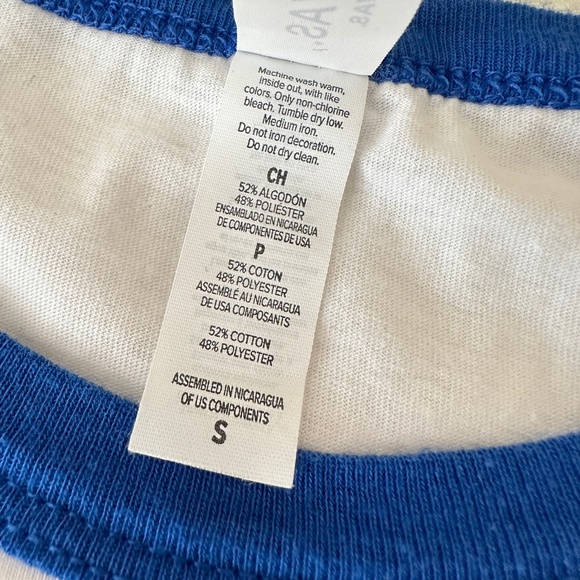 Machine wash warm,
inside out, with like
colors. Only non-chlorine
bleach. Tumble dry low.
Medium iron.
Do not iron decoration.
Do not dry clean.
CH
52% ALGODÓN
48% POLIÉSTER
ENSAMBLADO EN NICARAGUA
DE COMPONENTES DE USA
P
52% COTON
48% POLYESTER
ASSEMBLÉ AU NICARAGUA
DE USA COMPOSANTS
52% COTTON
48% POLYESTER
ASSEMBLED IN NICARAGUA
OF US COMPONENTS
S